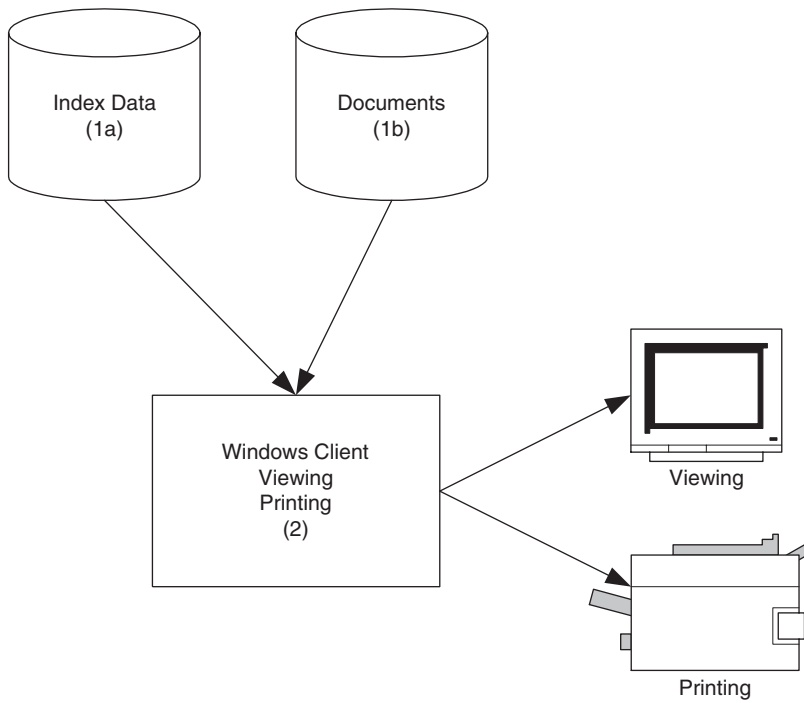 Index Data
(1a)
Documents
(1b)
Windows Client
Viewing
Printing
(2)
Viewing
Printing